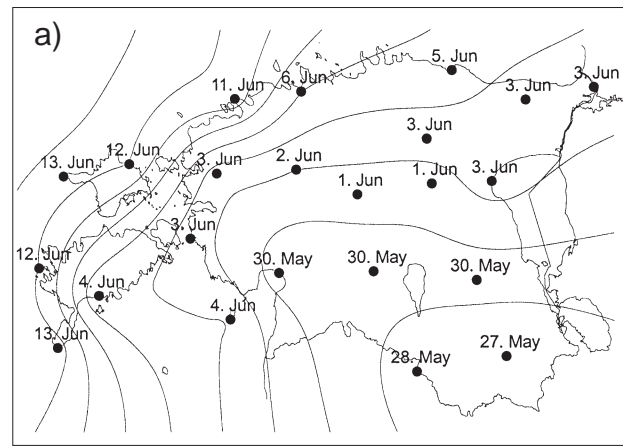 a)
5. Jun
3. Jun
11. Jun
6. Jun
3. Jun
3. Jun
12. Jun
13. Jun
3. Jun
2. Jun
3. Jun
1. Jun
1. Jun
3. Jun
12. Jun
30. May
30. May
30. May
4. Jun
4. Jun
13. Jun
28. May
27. May